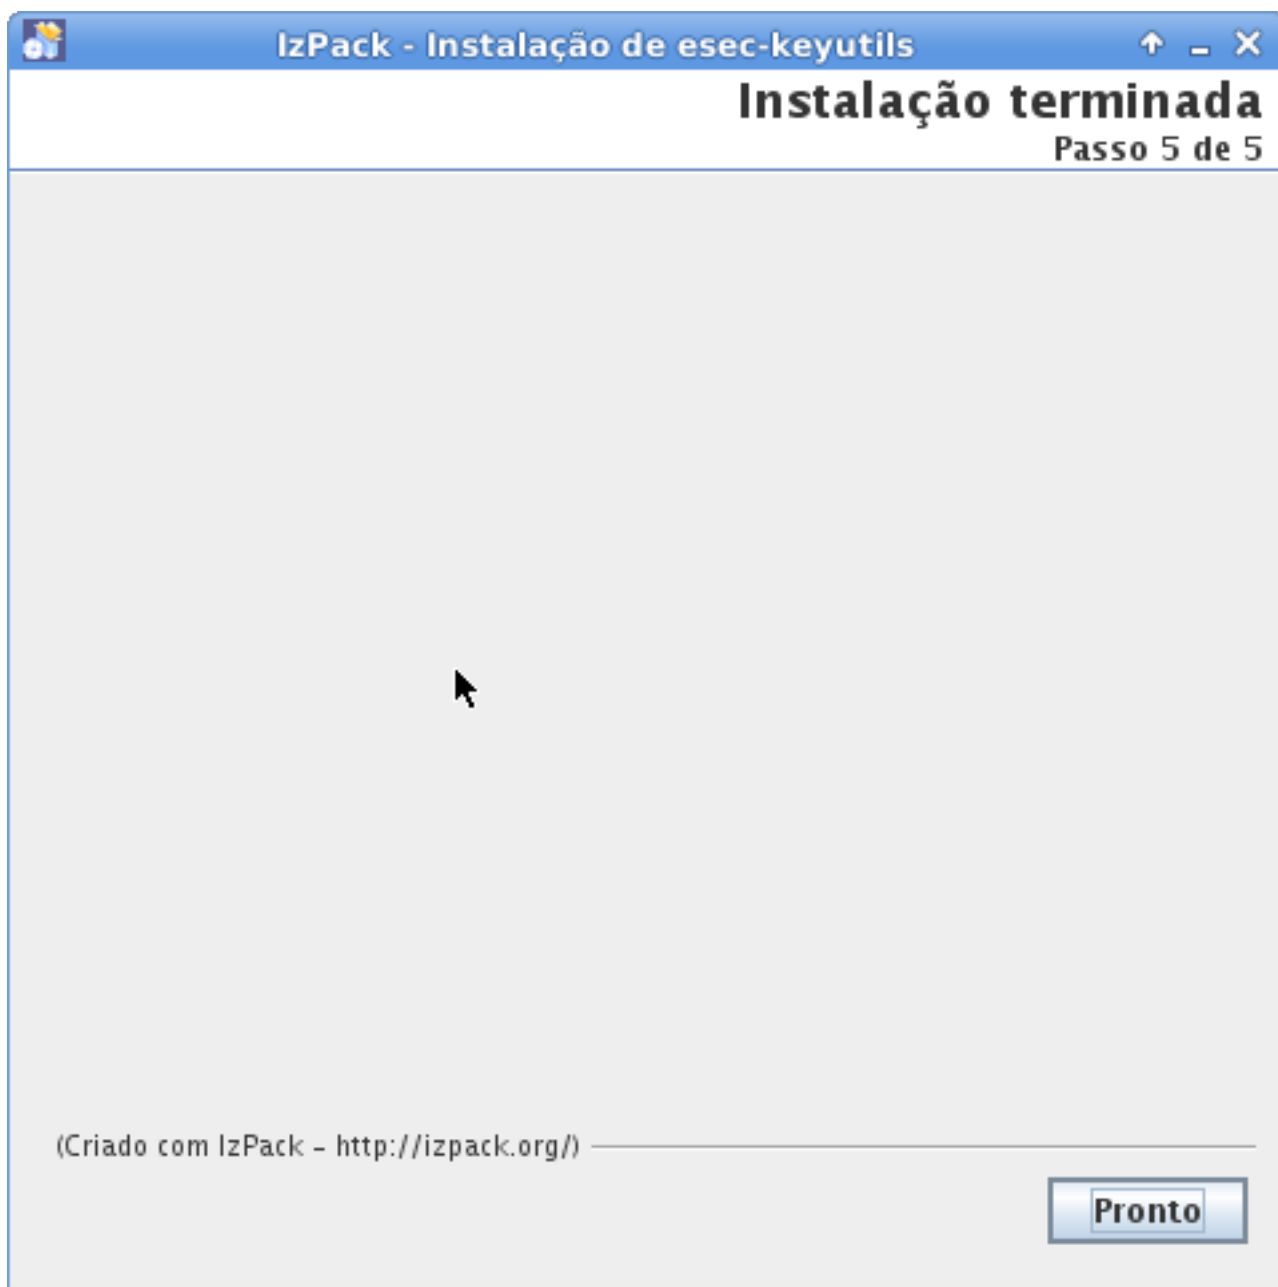 IzPack - Instalação de esec-keyutils
Instalação terminada
Passo 5 de 5
(Criado com IzPack – http://izpack.org/)
Pronto